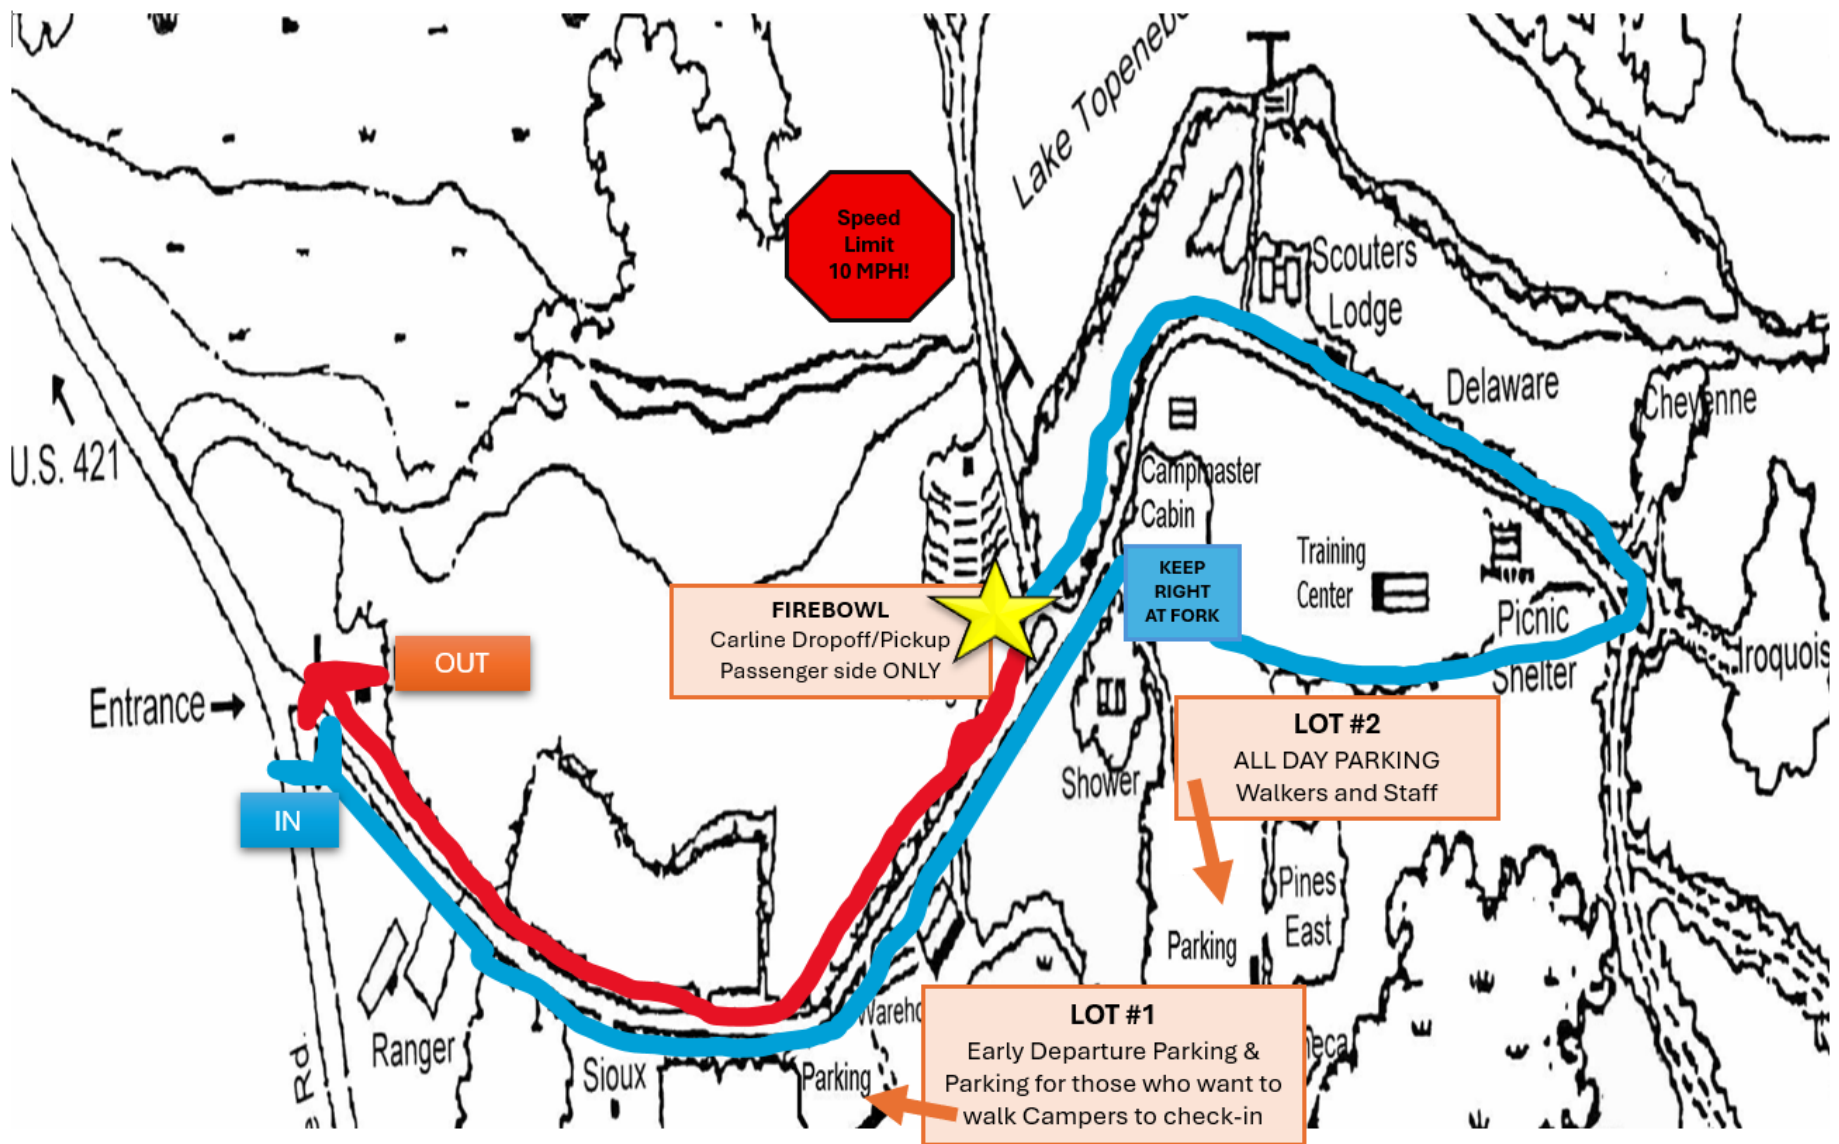 Lake Topeneb
Speed
Limit
10 MPH!
Scouters
Lodge
Delaware
Cheyenne
U.S. 421
Campmaster
Cabin
Training
Center
KEEP
RIGHT
AT FORK
FIREBOWL
Carline Dropoff/Pickup
Passenger side ONLY
Picnic
Shelter
Iroquois
OUT
Entrance
IN
LOT #2
ALL DAY PARKING
Walkers and Staff
Shower
Pines
East
Parking
Wareho
LOT #1
Early Departure Parking &
Parking for those who want to
walk Campers to check-in
neca
Ranger
Sioux
Parking
e Rd.